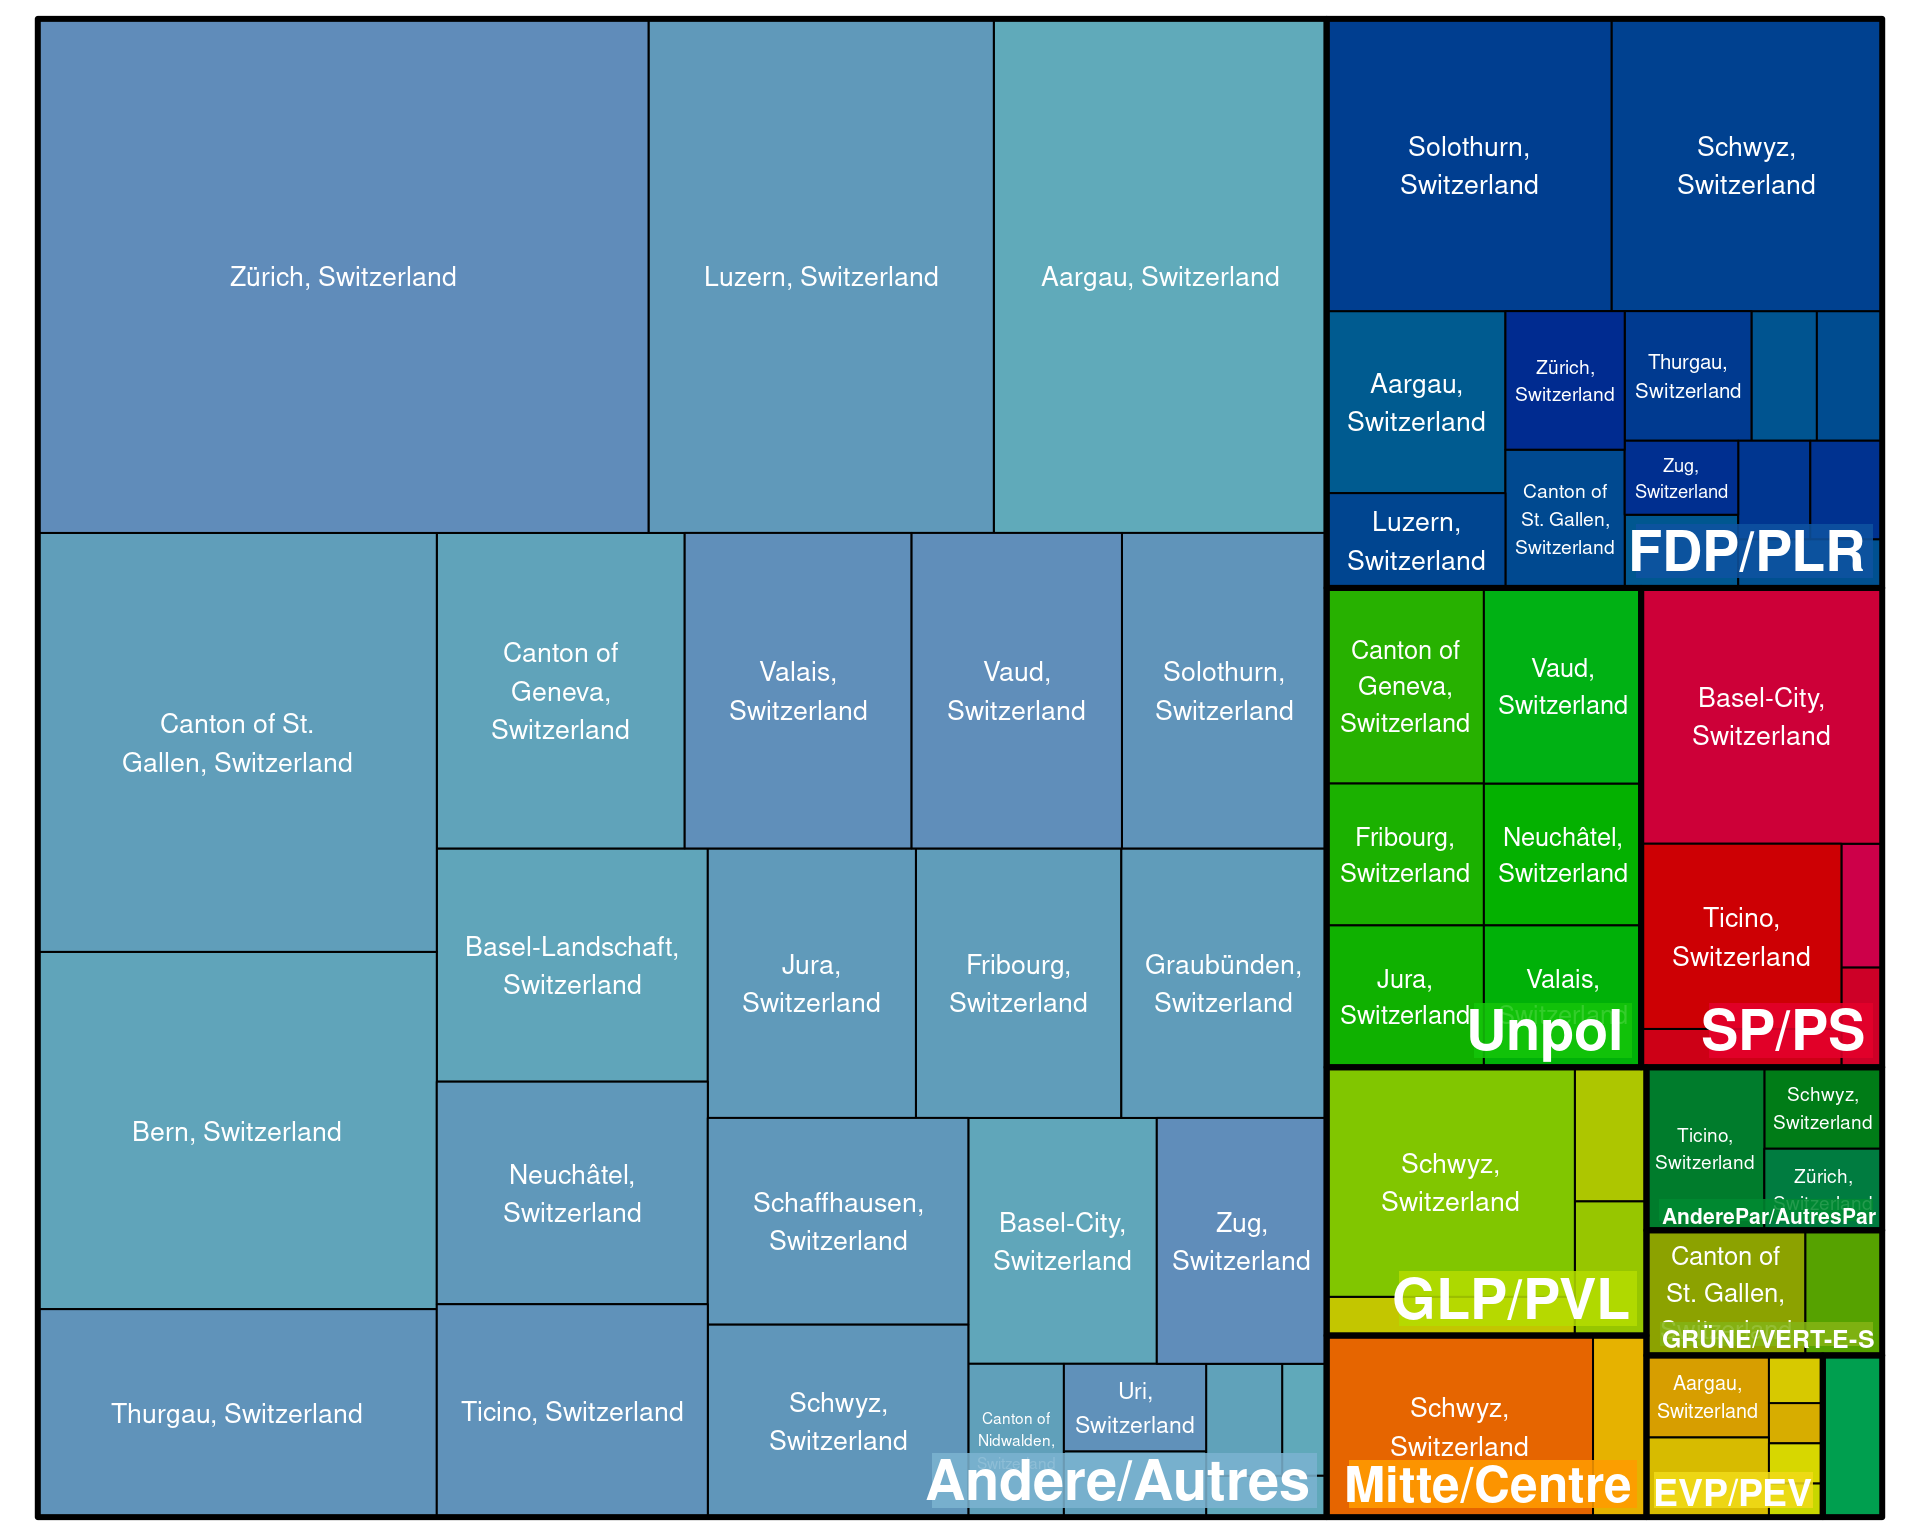 Zürich, Switzerland
Luzern, Switzerland
Aargau, Switzerland
Canton of St.
Gallen, Switzerland
Canton of
Geneva,
Switzerland
Valais,
Switzerland
Vaud,
Switzerland
Solothurn,
Switzerland
Bern, Switzerland
Basel-Landschaft,
Switzerland
Jura,
Switzerland
Fribourg,
Switzerland
Graubünden,
Switzerland
Neuchâtel,
Switzerland
Schaffhausen,
Switzerland
Basel-City,
Switzerland
Zug,
Switzerland
Thurgau, Switzerland
Ticino, Switzerland
Schwyz,
Switzerland
Canton of
Nidwalden,
Switzerland
Uri,
Switzerland
Andere/Autres
Solothurn,
Switzerland
Schwyz,
Switzerland
Aargau,
Switzerland
Zürich,
Switzerland
Thurgau,
Switzerland
Luzern,
Switzerland
Canton of
St. Gallen,
Switzerland
Zug,
Switzerland
FDP/PLR
Canton of
Geneva,
Switzerland
Vaud,
Switzerland
Fribourg,
Switzerland
Neuchâtel,
Switzerland
Jura,
Switzerland
Valais,
Switzerland
Unpol
Basel-City,
Switzerland
Ticino,
Switzerland
SP/PS
Schwyz,
Switzerland
GLP/PVL
Ticino,
Switzerland
Schwyz,
Switzerland
Zürich,
Switzerland
AnderePar/AutresPar
Canton of
St. Gallen,
Switzerland
GRÜNE/VERT-E-S
Schwyz,
Switzerland
Mitte/Centre
Aargau,
Switzerland
EVP/PEV